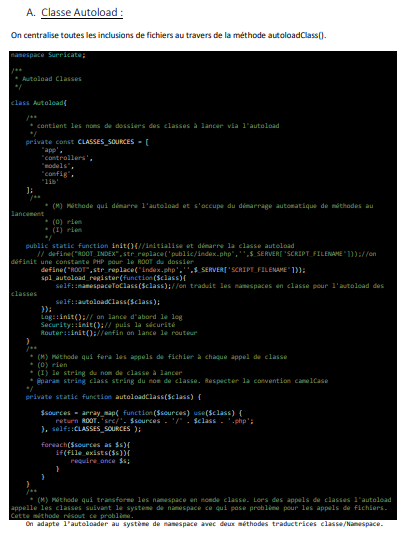 A. Classe Autoload :
On centralise toutes les inclusions de fichiers au travers de la méthode autoloadClass().
namespace Surricate;
/**
* Autoload Classes
*/
class Autoload{
/**
* contient les noms de dossiers des classes à lancer via l'autoload
*/
private const CLASSES_SOURCES = [
'app',
'controllers',
'models',
'config',
'lib'
];
/**
* (M) Méthode qui démarre l'autoload et s'occupe du démarrage automatique de méthodes au
lancement
* (O) rien
* (I) rien
*/
public static function init(){//initialise et démarre la classe autoload
// define("ROOT_INDEX",str_replace('public/index.php','',$_SERVER['SCRIPT_FILENAME']));//on
définit une constante PHP pour le ROOT du dossier
define("ROOT",str_replace('index.php','',$_SERVER['SCRIPT_FILENAME']));
spl_autoload_register(function($class){
self::namespaceToClass($class);//on traduit les namespaces en classe pour l'autoload des
classes
self::autoloadClass($class);
});
Log::init();// on lance d'abord le log
Security::init();// puis la sécurité
Router::init();//enfin on lance le routeur
}
/**
* (M) Méthode qui fera les appels de fichier à chaque appel de classe
* (O) rien
* (I) le string du nom de classe à lancer
* @param string class string du nom de classe. Respecter la convention camelCase
*/
private static function autoloadClass($class) {
$sources = array_map( function($sources) use($class) {
return ROOT.'src/'. $sources . '/' . $class . '.php';
}, self::CLASSES_SOURCES );
foreach($sources as $s){
if(file_exists($s)){
require_once $s;
}
}
}
/**
* (M) Méthode qui transforme les namespace en nomde classe. Lors des appels de classes l'autoload
appelle les classes suivant le systeme de namespace ce qui pose problème pour les appels de fichiers.
Cette méthode résout ce problème.
On adapte l'autoloader au système de namespace avec deux méthodes traductrices classe/Namespace.